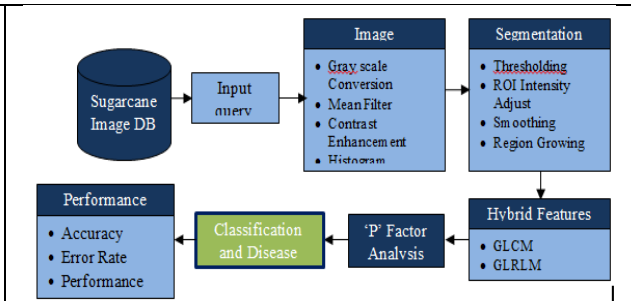 Sugarcane
Image DB
Input
query
Image
• Gray scale
Conversion
• Mean Filter
• Contrast
Enhancement
• Histogram
Segmentation
• Thresholding
• ROI Intensity
Adjust
• Smoothing
• Region Growing
Hybrid Features
• GLCM
• GLRLM
‘P’ Factor
Analysis
Classification
and Disease
Performance
• Accuracy
• Error Rate
• Performance